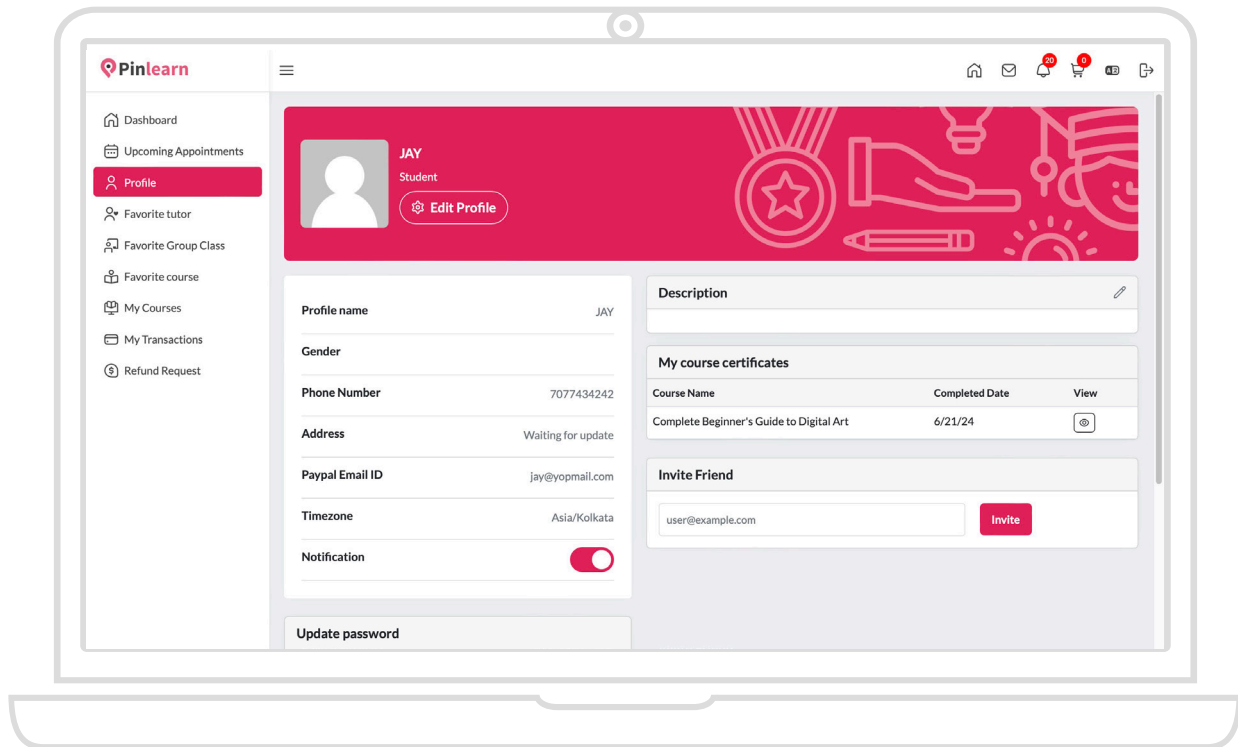 Pinlearn
20
0
Dashboard
Upcoming Appointments
Profile
Favorite tutor
Favorite Group Class
Favorite course
My Courses
My Transactions
Refund Request
JAY
Student
Edit Profile
Profile name JAY
Gender
Phone Number 7077434242
Address Waiting for update
Paypal Email ID jay@yopmail.com
Timezone Asia/Kolkata
Notification
Update password
Description
My course certificates
Course Name Completed Date View
Complete Beginner's Guide to Digital Art 6/21/24
Invite Friend
user@example.com Invite